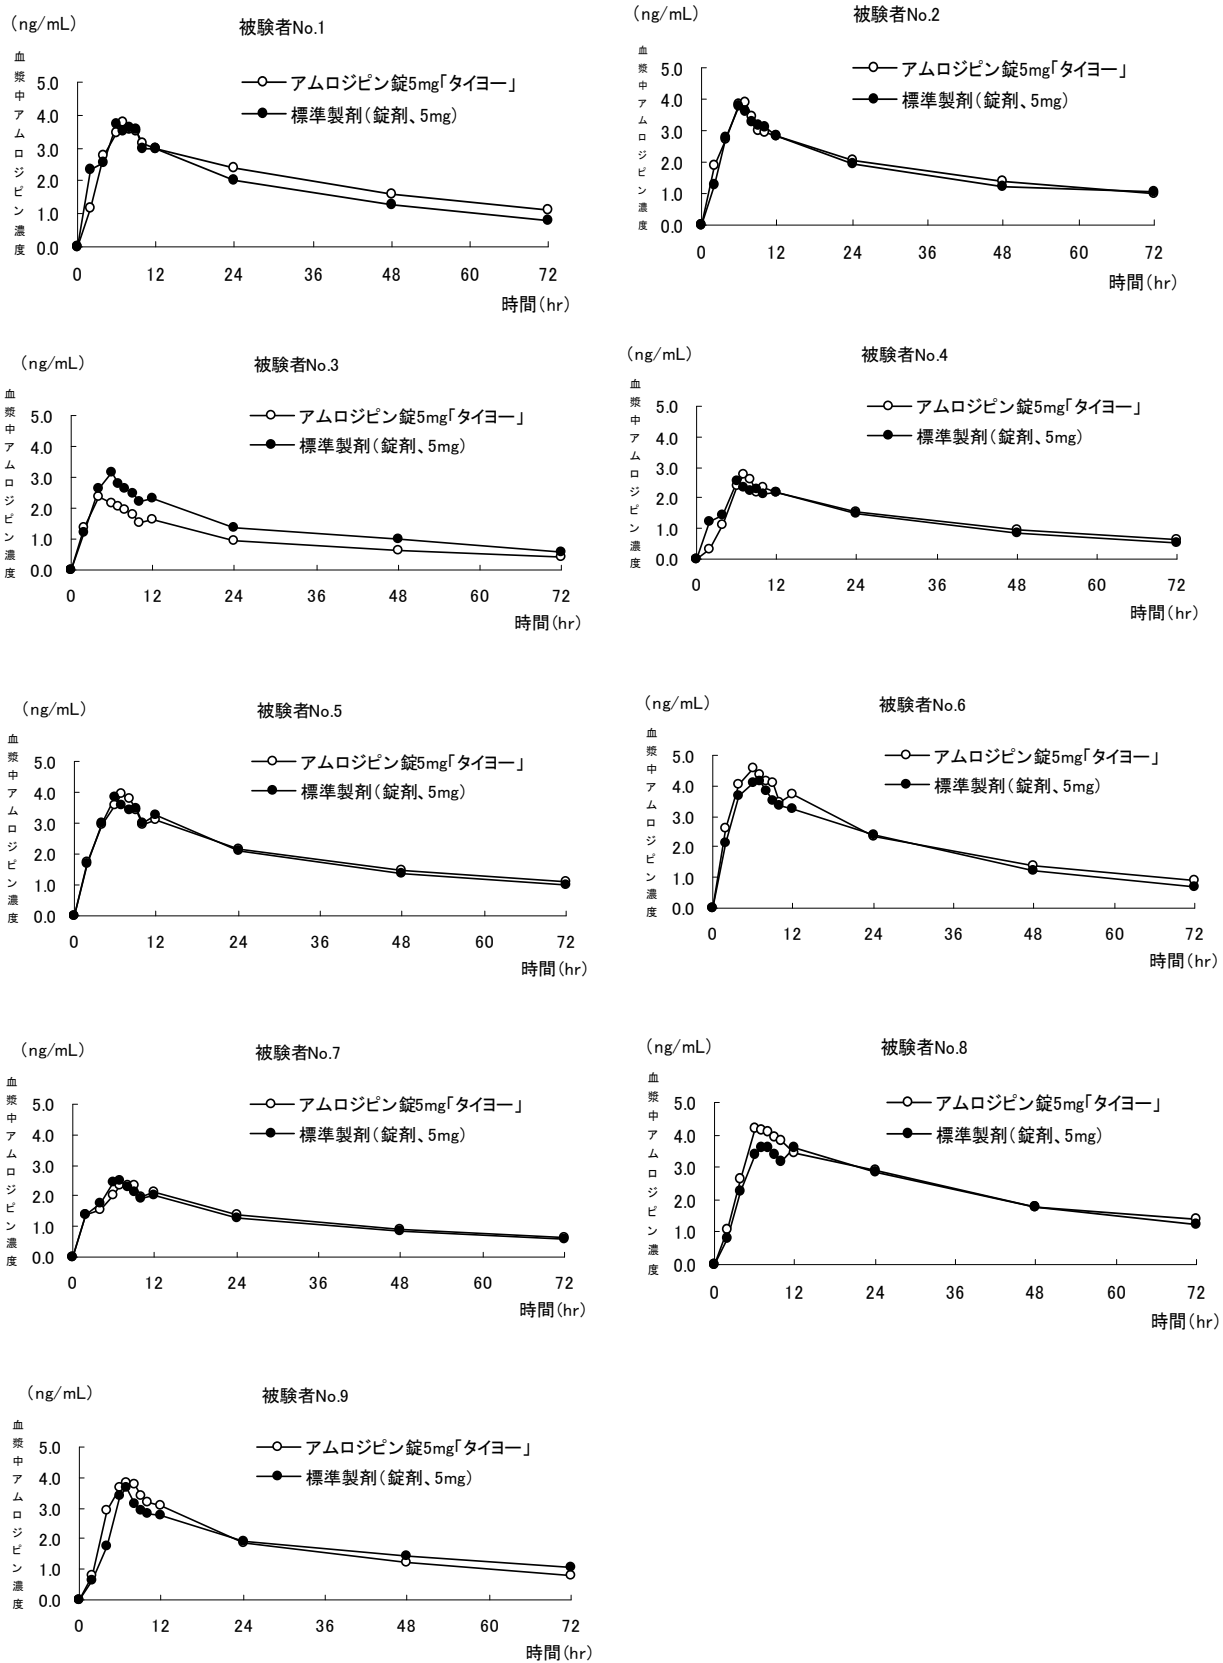 (ng/mL)
被験者No.1
血漿中アムロジピン濃度
アムロジピン錠5mg「タイヨー」
標準製剤(錠剤、5mg)
5.0
4.0
3.0
2.0
1.0
0.0
0 12 24 36 48 60 72
時間(hr)
(ng/mL)
被験者No.2
血漿中アムロジピン濃度
アムロジピン錠5mg「タイヨー」
標準製剤(錠剤、5mg)
5.0
4.0
3.0
2.0
1.0
0.0
0 12 24 36 48 60 72
時間(hr)
(ng/mL)
被験者No.3
血漿中アムロジピン濃度
アムロジピン錠5mg「タイヨー」
標準製剤(錠剤、5mg)
5.0
4.0
3.0
2.0
1.0
0.0
0 12 24 36 48 60 72
時間(hr)
(ng/mL)
被験者No.4
血漿中アムロジピン濃度
アムロジピン錠5mg「タイヨー」
標準製剤(錠剤、5mg)
5.0
4.0
3.0
2.0
1.0
0.0
0 12 24 36 48 60 72
時間(hr)
(ng/mL)
被験者No.5
血漿中アムロジピン濃度
アムロジピン錠5mg「タイヨー」
標準製剤(錠剤、5mg)
5.0
4.0
3.0
2.0
1.0
0.0
0 12 24 36 48 60 72
時間(hr)
(ng/mL)
被験者No.6
血漿中アムロジピン濃度
アムロジピン錠5mg「タイヨー」
標準製剤(錠剤、5mg)
5.0
4.0
3.0
2.0
1.0
0.0
0 12 24 36 48 60 72
時間(hr)
(ng/mL)
被験者No.7
血漿中アムロジピン濃度
アムロジピン錠5mg「タイヨー」
標準製剤(錠剤、5mg)
5.0
4.0
3.0
2.0
1.0
0.0
0 12 24 36 48 60 72
時間(hr)
(ng/mL)
被験者No.8
血漿中アムロジピン濃度
アムロジピン錠5mg「タイヨー」
標準製剤(錠剤、5mg)
5.0
4.0
3.0
2.0
1.0
0.0
0 12 24 36 48 60 72
時間(hr)
(ng/mL)
被験者No.9
血漿中アムロジピン濃度
アムロジピン錠5mg「タイヨー」
標準製剤(錠剤、5mg)
5.0
4.0
3.0
2.0
1.0
0.0
0 12 24 36 48 60 72
時間(hr)